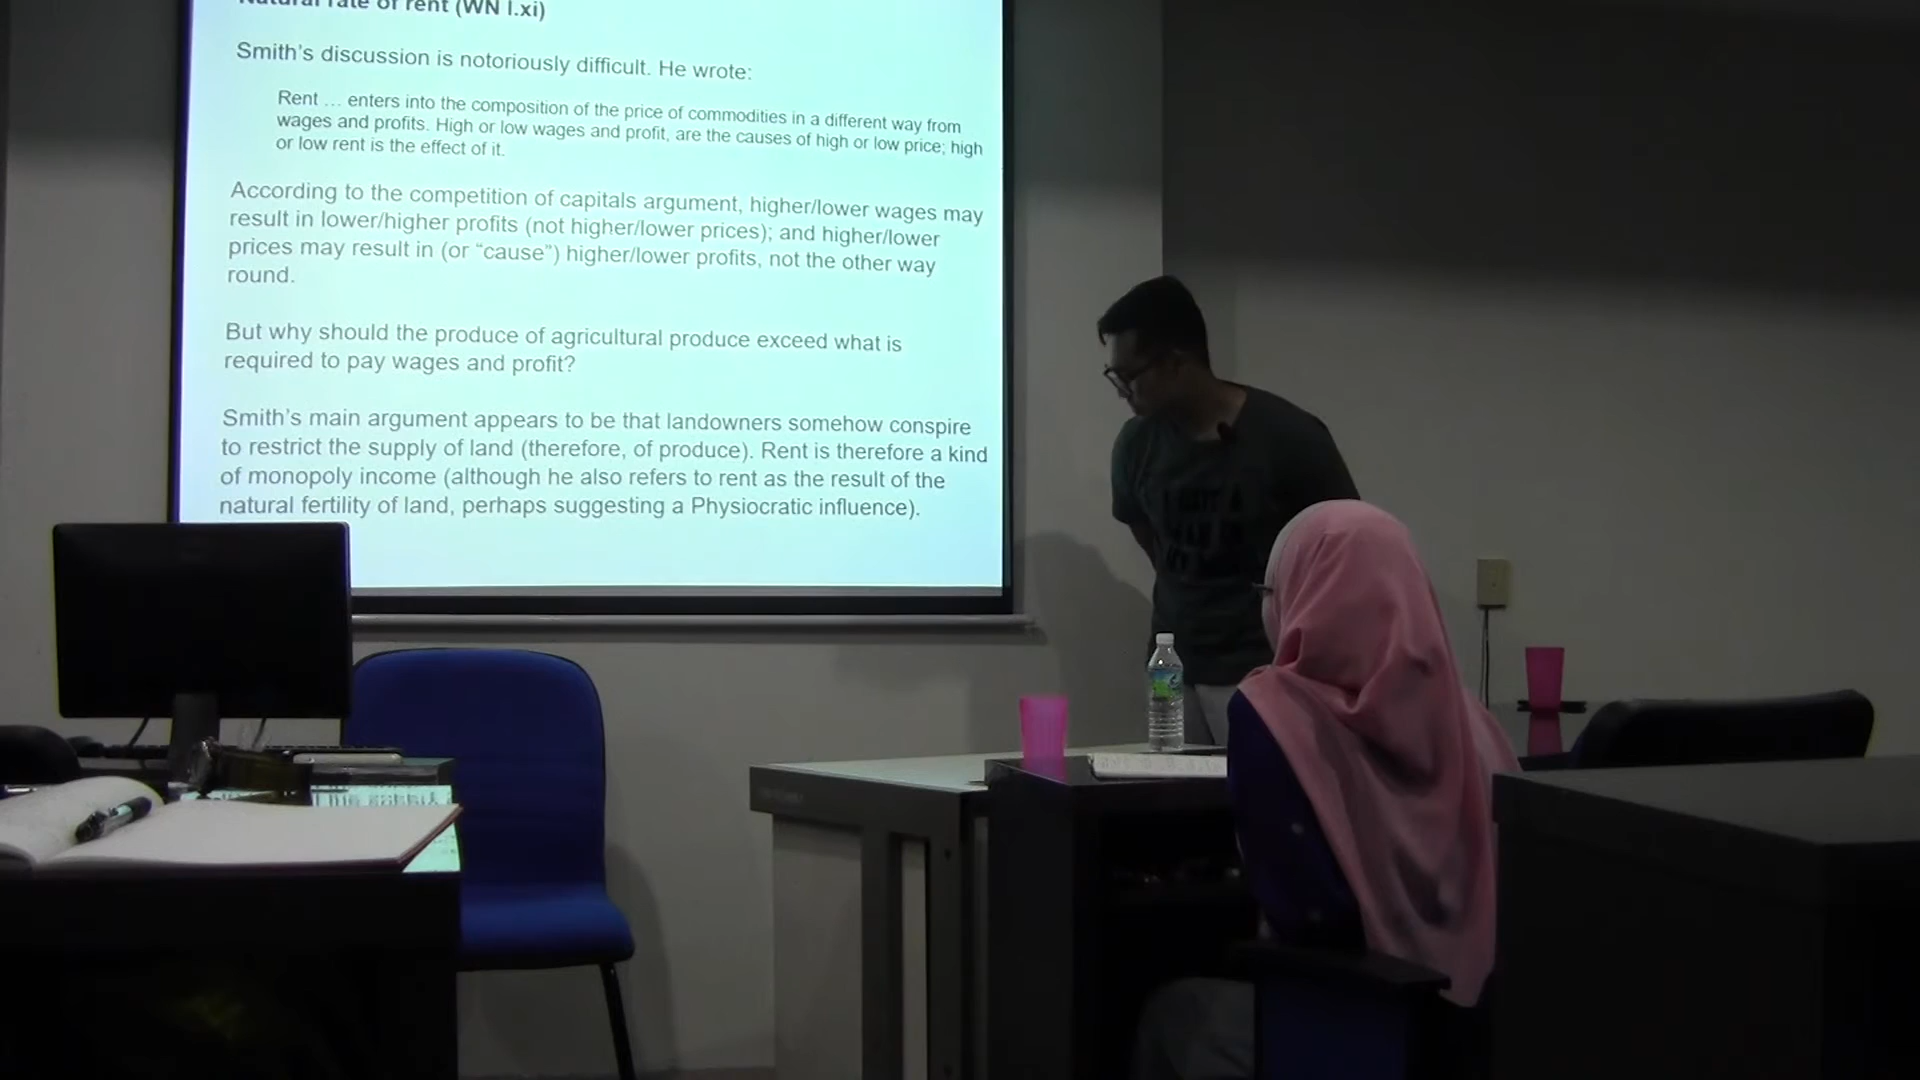 Natural rate of rent (WN I.xi)
Smith's discussion is notoriously difficult. He wrote:
Rent ... enters into the composition of the price of commodities in a different way from
wages and profits. High or low wages and profit, are the causes of high or low price; high
or low rent is the effect of it.
According to the competition of capitals argument, higher/lower wages may
result in lower/higher profits (not higher/lower prices); and higher/lower
prices may result in (or “cause”) higher/lower profits, not the other way
round.
But why should the produce of agricultural produce exceed what is
required to pay wages and profit?
Smith's main argument appears to be that landowners somehow conspire
to restrict the supply of land (therefore, of produce). Rent is therefore a kind
of monopoly income (although he also refers to rent as the result of the
natural fertility of land, perhaps suggesting a Physiocratic influence).